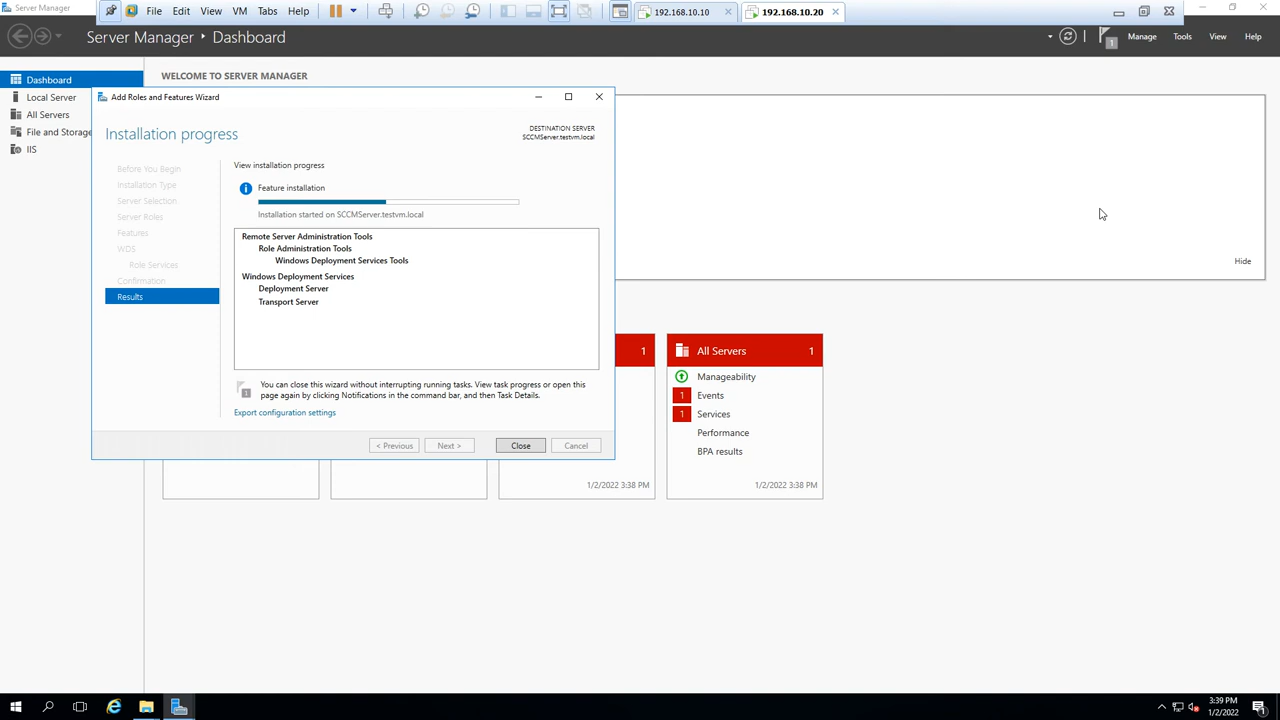 Server Manager
File Edit View VM Tabs Help
192.168.10.10
192.168.10.20
Server Manager
Dashboard
1
Manage Tools View Help
Dashboard
Local Server
All Servers
File and Storage
IIS
WELCOME TO SERVER MANAGER
Hide
Add Roles and Features Wizard
Installation progress
DESTINATION SERVER
SCCMServer.testvm.local
Before You Begin
Installation Type
Server Selection
Server Roles
Features
WDS
Role Services
Confirmation
Results
View installation progress
Feature installation
Installation started on SCCMServer.testvm.local
Remote Server Administration Tools
Role Administration Tools
Windows Deployment Services Tools
Windows Deployment Services
Deployment Server
Transport Server
1
You can close this wizard without interrupting running tasks. View task progress or open this
page again by clicking Notifications in the command bar, and then Task Details.
Export configuration settings
< Previous
Next >
Close
Cancel
1
1/2/2022 3:38 PM
All Servers 1
Manageability
1 Events
1 Services
Performance
BPA results
1/2/2022 3:38 PM
3:39 PM
1/2/2022
1